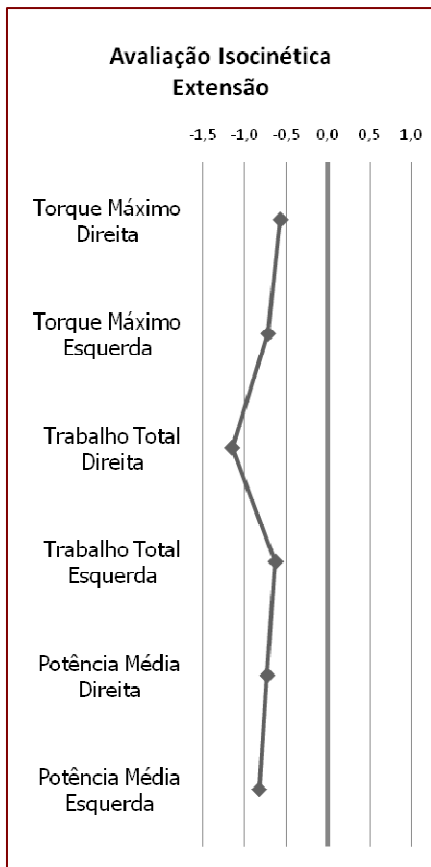 Avaliação Isocinética
Extensão
-1,5 -1,0 -0,5 0,0 0,5 1,0
Torque Máximo
Direita
Torque Máximo
Esquerda
Trabalho Total
Direita
Trabalho Total
Esquerda
Potência Média
Direita
Potência Média
Esquerda